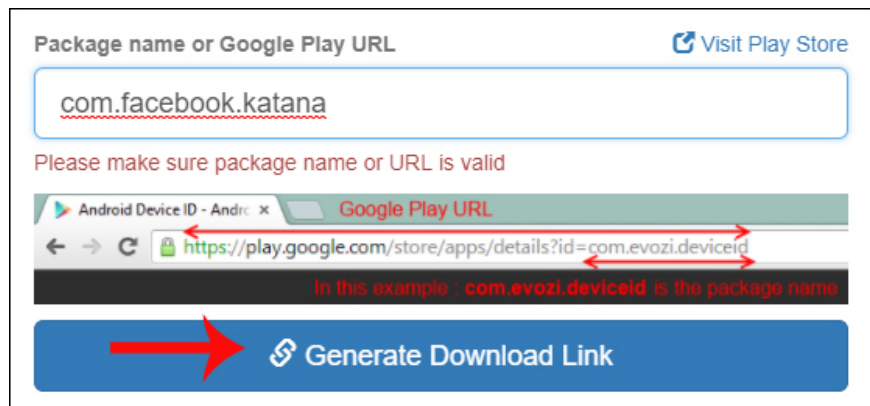 Package name or Google Play URL
Visit Play Store
com.facebook.katana
Please make sure package name or URL is valid
Android Device ID - Andrc × Google Play URL
https://play.google.com/store/apps/details?id=com.evozi.deviceid
In this example : com.evozi.deviceid is the package name
Generate Download Link